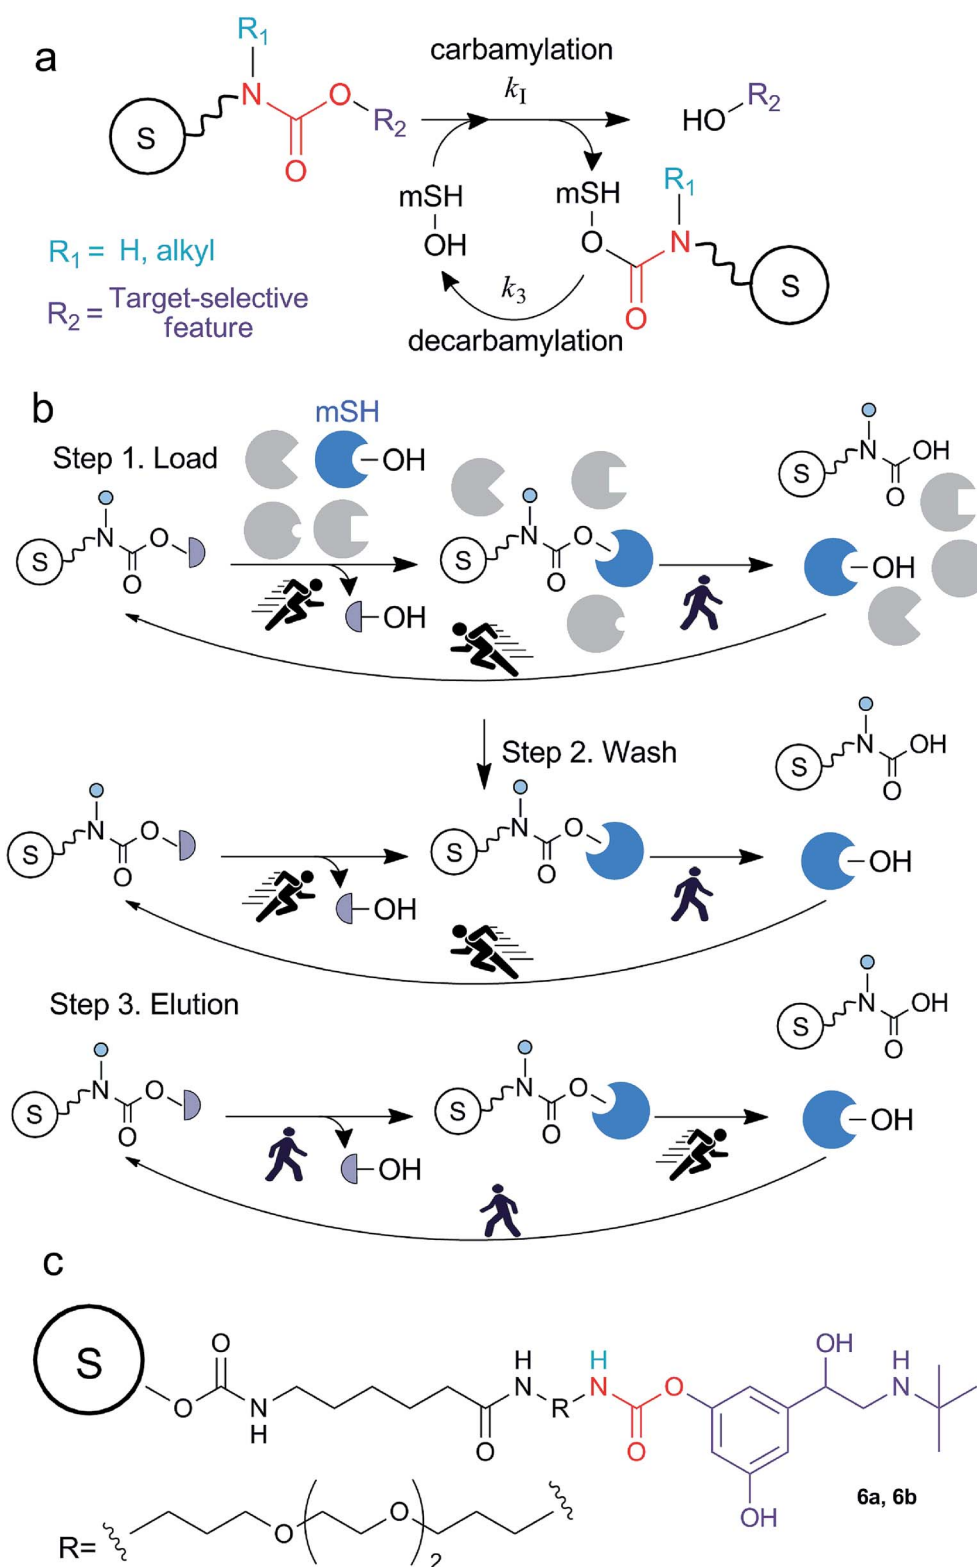 a
R1
N
O
R2
S
O
carbamylation
kI
HO
R2
mSH
OH
mSH
O
R1
N
O
S
k3
decarbamylation
R1 = H, alkyl
R2 = Target-selective
feature
b
mSH
Step 1. Load
OH
S
N
O
O
OH
S
N
O
O
S
N
OH
O
OH
Step 2. Wash
S
N
O
O
OH
S
N
O
O
S
N
OH
O
OH
Step 3. Elution
S
N
O
O
OH
S
N
O
O
S
N
OH
O
OH
c
S
O
O
N
H
O
H
N
R
H
N
O
O
OH
OH
H
N
6a, 6b
R=
O
O
2